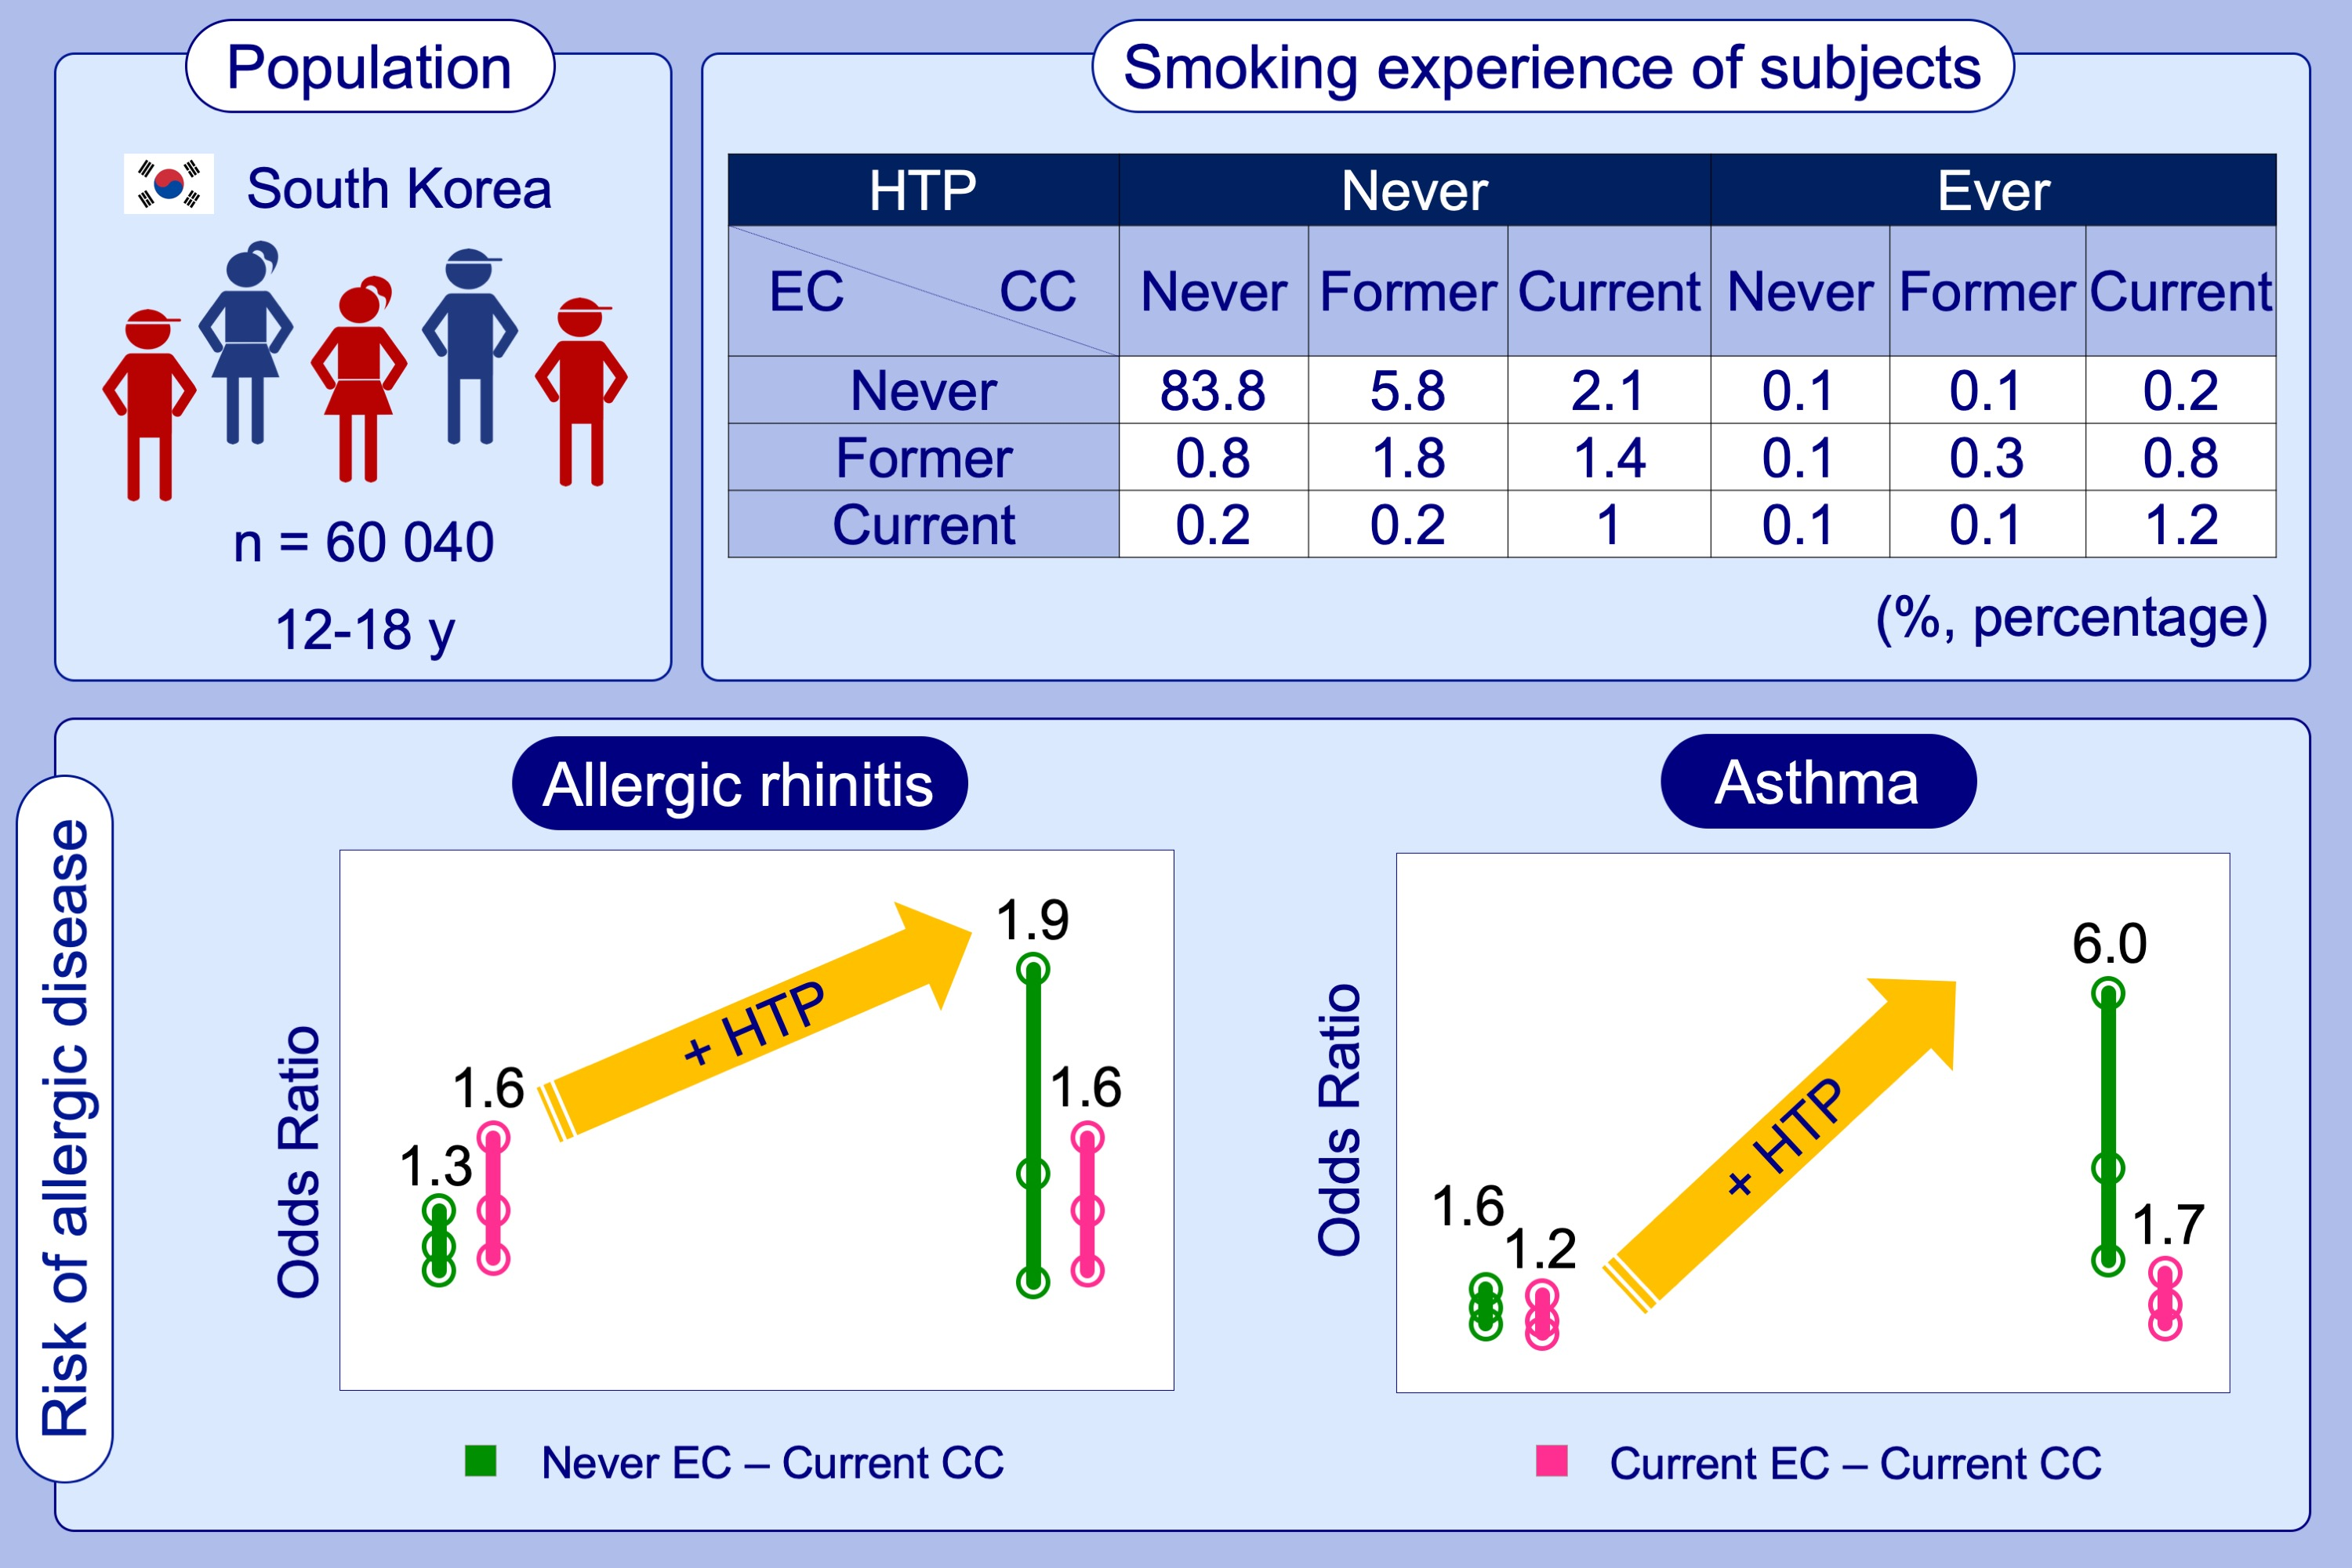 Population
South Korea
n = 60 040
12-18 y
Smoking experience of subjects
HTP Never Ever
EC CC Never Former Current Never Former Current
Never 83.8 5.8 2.1 0.1 0.1 0.2
Former 0.8 1.8 1.4 0.1 0.3 0.8
Current 0.2 0.2 1 0.1 0.1 1.2
(%, percentage)
Risk of allergic disease
Allergic rhinitis
Odds Ratio
1.3
1.6
+ HTP
1.9
1.6
Asthma
Odds Ratio
1.6
1.2
+ HTP
6.0
1.7
Never EC – Current CC
Current EC – Current CC